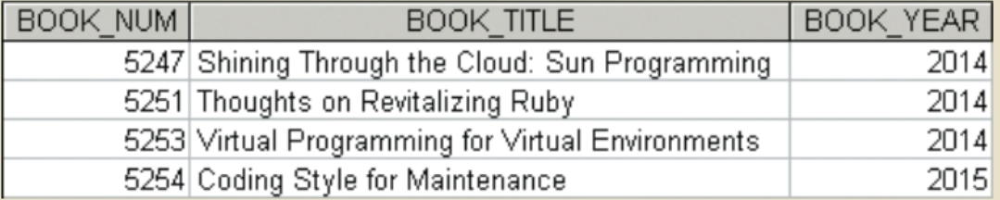 BOOK_NUM BOOK_TITLE BOOK_YEAR
5247 Shining Through the Cloud: Sun Programming 2014
5251 Thoughts on Revitalizing Ruby 2014
5253 Virtual Programming for Virtual Environments 2014
5254 Coding Style for Maintenance 2015